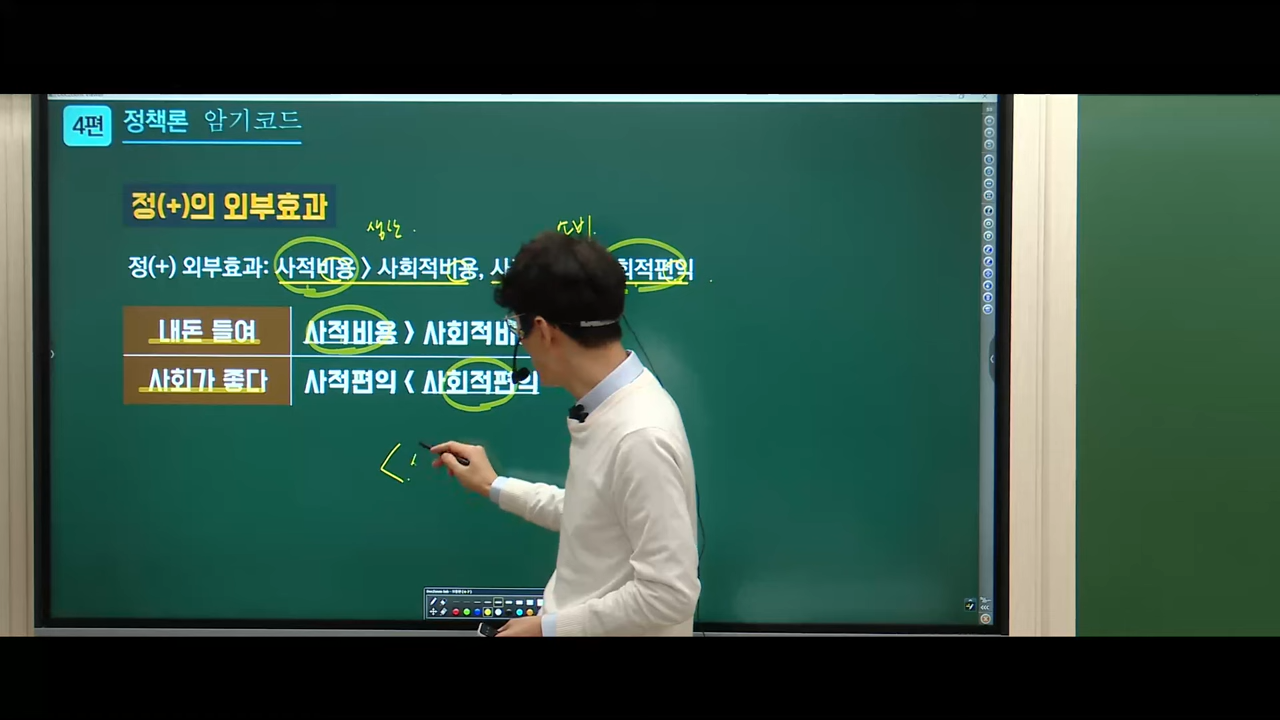 4편 정책론 암기코드
정(+)의 외부효과
생산
소비
정(+) 외부효과: 사적비용 > 사회적비용, 사 회적편익
내돈 들여 사적비용 > 사회적비
사회가 좋다 사적편익 < 사회적편익
<